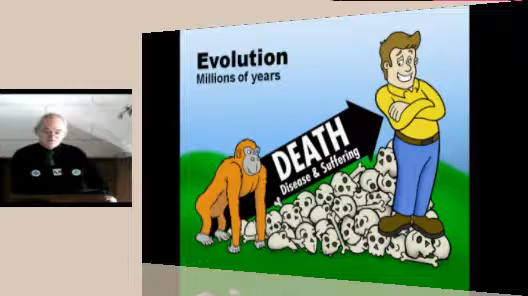 Evolution
Millions of years
DEATH
Disease & Suffering